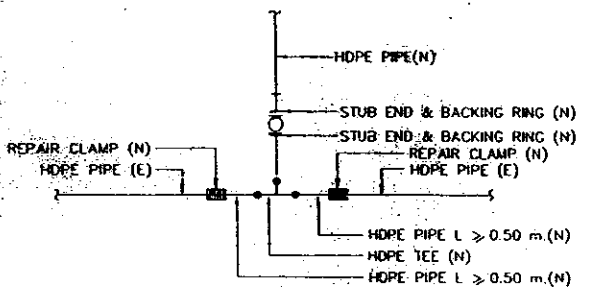 HDPE PIPE(N)
STUB END & BACKING RING (N)
STUB END & BACKING RING (N)
REPAIR CLAMP (N)
REPAIR CLAMP (N)
HDPE PIPE (E)
HDPE PIPE (E)
HDPE PIPE L ≥ 0.50 m.(N)
HDPE TEE (N)
HDPE PIPE L ≥ 0.50 m.(N)